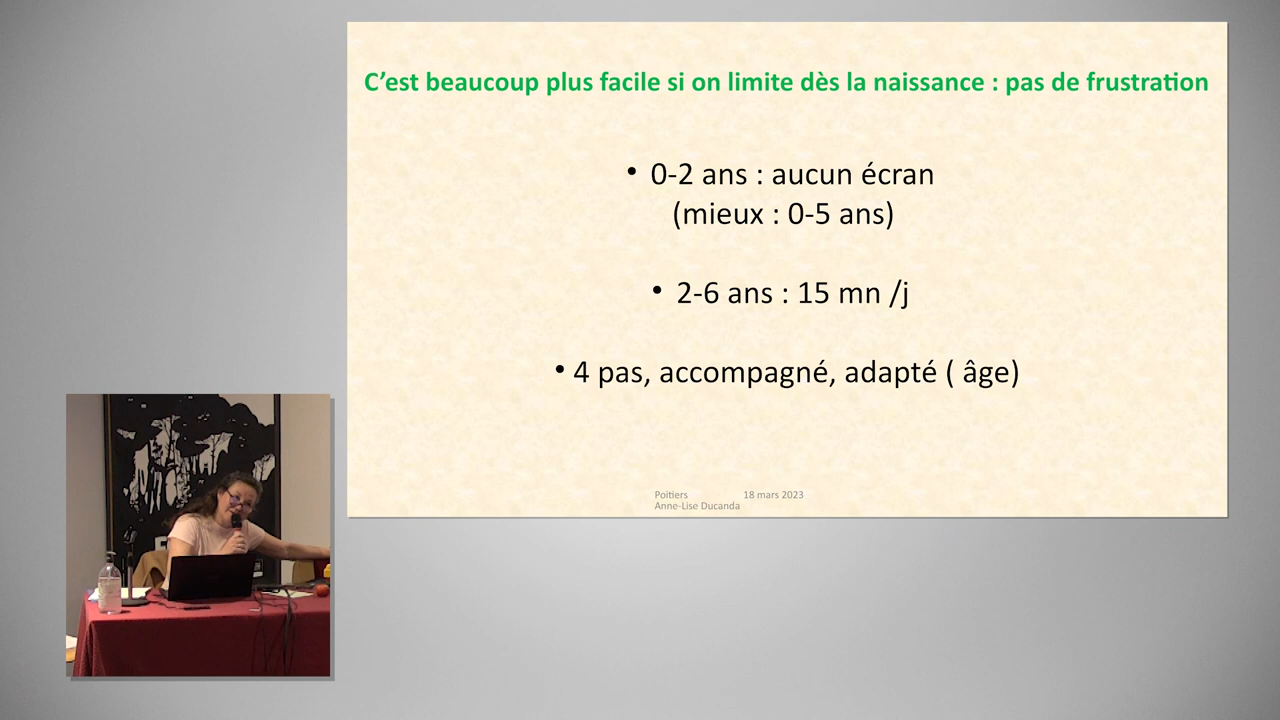 C'est beaucoup plus facile si on limite dès la naissance : pas de frustration
• 0-2 ans : aucun écran
(mieux : 0-5 ans)
• 2-6 ans : 15 mn /j
• 4 pas, accompagné, adapté ( âge)
Poitiers 18 mars 2023
Anne-Lise Ducanda